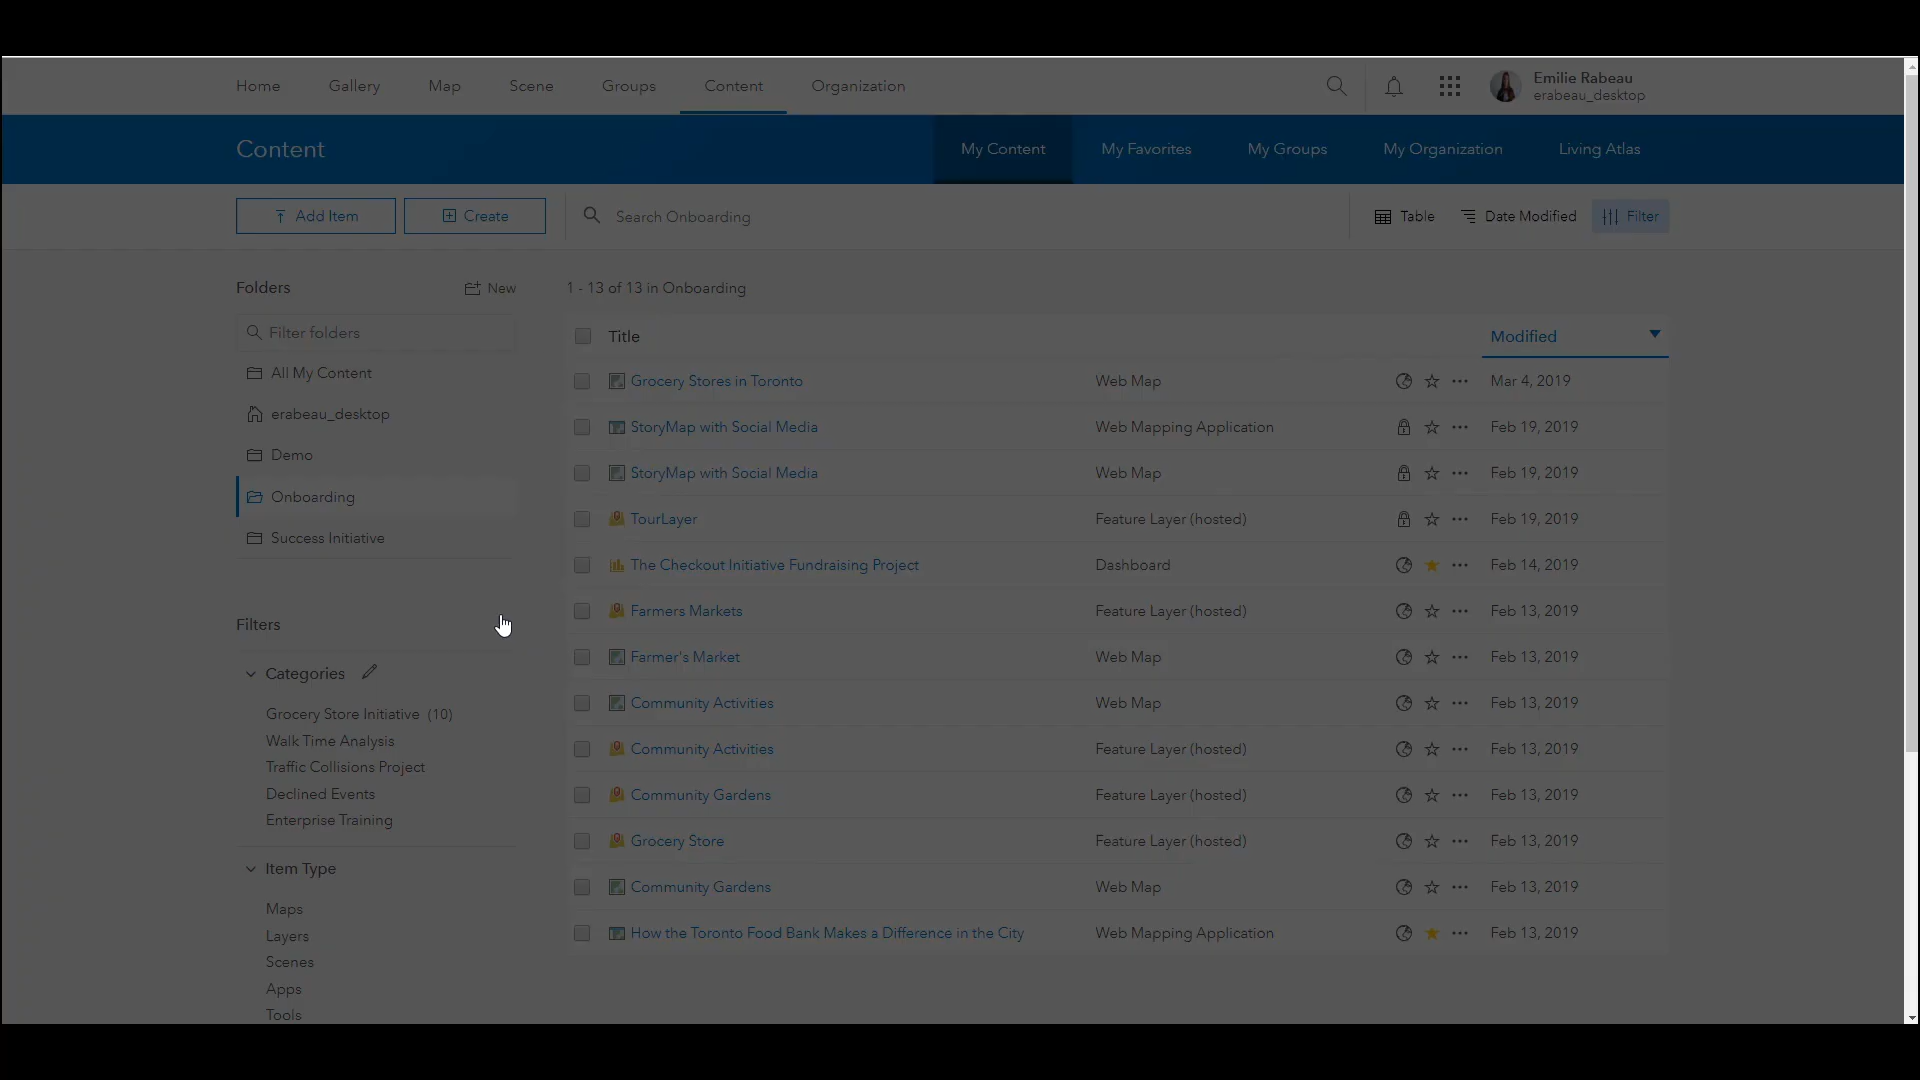 Home Gallery Map Scene Groups Content Organization
Emilie Rabeau
erabeau_desktop
Content My Content My Favorites My Groups My Organization Living Atlas
Add Item Create Search Onboarding Table Date Modified Filter
Folders New
1 - 13 of 13 in Onboarding
Filter folders
All My Content
erabeau_desktop
Demo
Onboarding
Success Initiative
Filters
Categories
Grocery Store Initiative (10)
Walk Time Analysis
Traffic Collisions Project
Declined Events
Enterprise Training
Item Type
Maps
Layers
Scenes
Apps
Tools
Title Modified
Grocery Stores in Toronto Web Map Mar 4, 2019
StoryMap with Social Media Web Mapping Application Feb 19, 2019
StoryMap with Social Media Web Map Feb 19, 2019
TourLayer Feature Layer (hosted) Feb 19, 2019
The Checkout Initiative Fundraising Project Dashboard Feb 14, 2019
Farmers Markets Feature Layer (hosted) Feb 13, 2019
Farmer's Market Web Map Feb 13, 2019
Community Activities Web Map Feb 13, 2019
Community Activities Feature Layer (hosted) Feb 13, 2019
Community Gardens Feature Layer (hosted) Feb 13, 2019
Grocery Store Feature Layer (hosted) Feb 13, 2019
Community Gardens Web Map Feb 13, 2019
How the Toronto Food Bank Makes a Difference in the City Web Mapping Application Feb 13, 2019